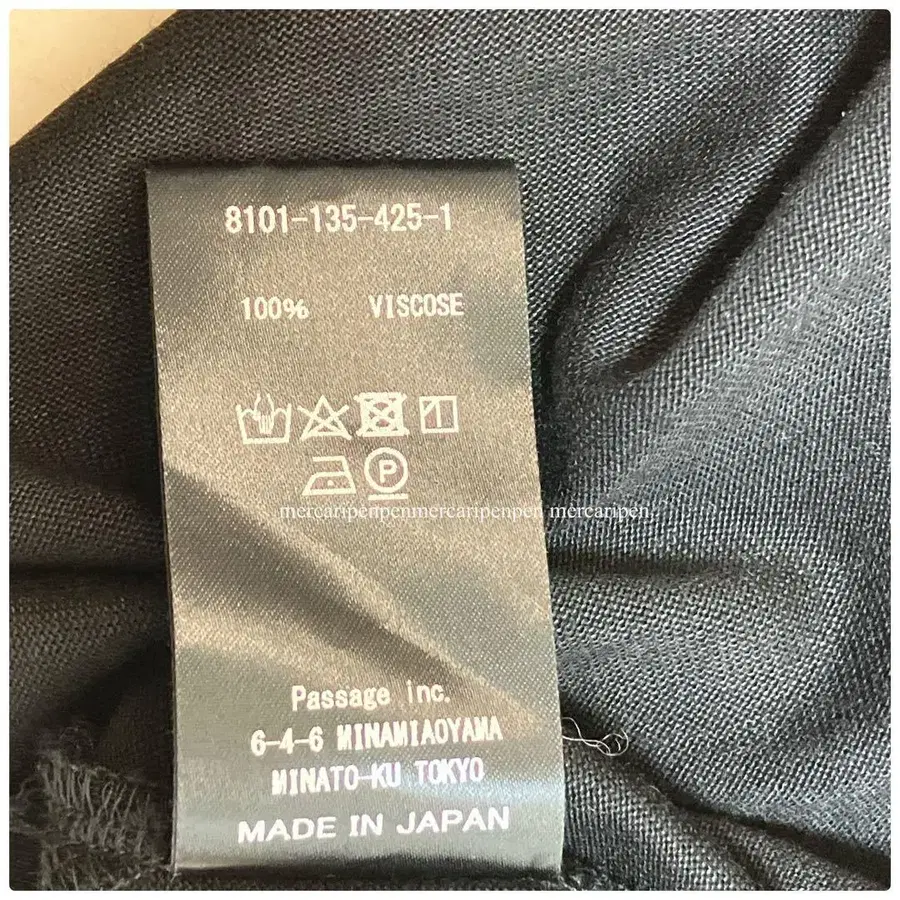 8101-135-425-1
100% VISCOSE
P
mercaripenpenmercaripenpen mercaripen
Passage inc.
6-4-6 MINAMIAOYAMA
MINATO-KU TOKYO
MADE IN JAPAN